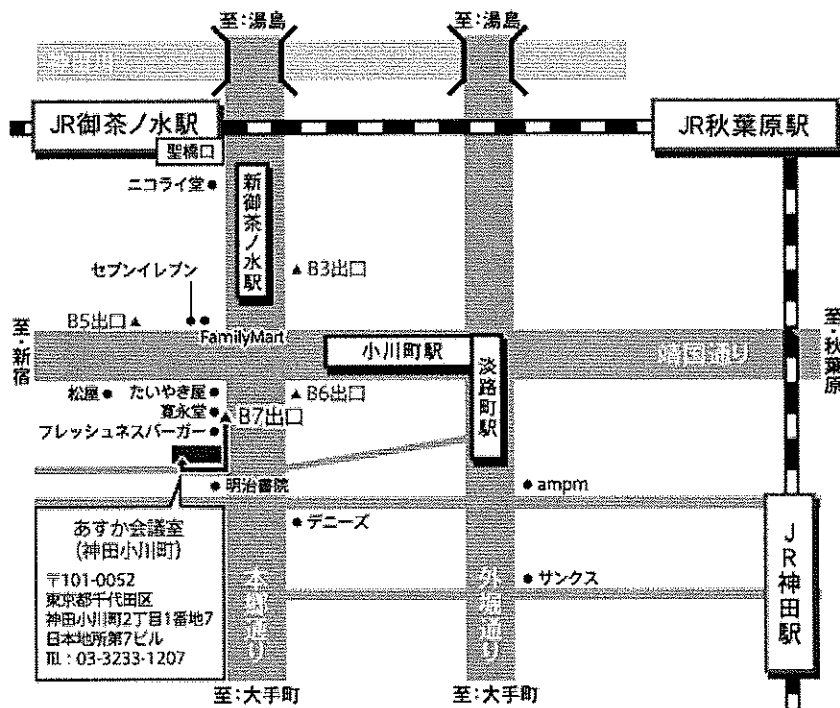 至:湯島
至:湯島
JR御茶ノ水駅
聖橋口
JR秋葉原駅
ニコライ堂
新御茶ノ水駅
B3出口
セブンイレブン
B5出口
FamilyMart
至・新宿
小川町駅
淡路町駅
靖国通り
至・秋葉原
松屋
たいやき屋
寛永堂
フレッシュネスバーガー
B7出口
B6出口
明治書院
ampm
あすか会議室
(神田小川町)
〒101-0052
東京都千代田区
神田小川町2丁目1番地7
日本地所第7ビル
TEL:03-3233-1207
デニーズ
サンクス
本郷通り
外堀通り
JR神田駅
至:大手町
至:大手町